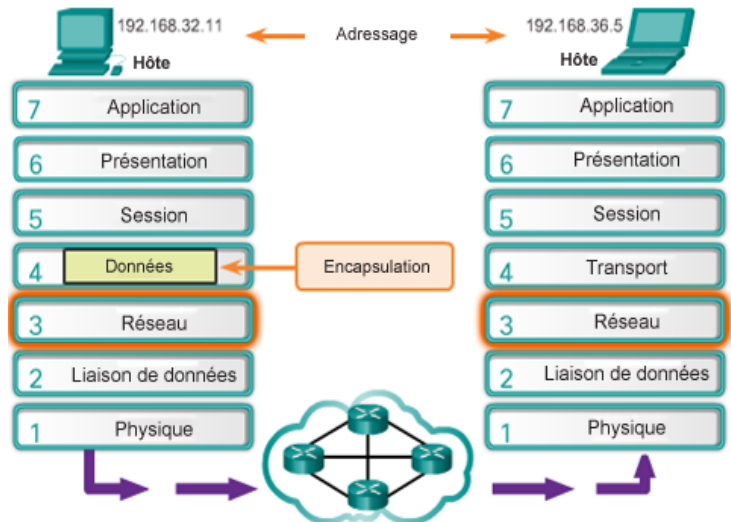 192.168.32.11
Adressage
192.168.36.5
Hôte
Hôte
7 Application
7 Application
6 Présentation
6 Présentation
5 Session
5 Session
4 Données
Encapsulation
4 Transport
3 Réseau
3 Réseau
2 Liaison de données
2 Liaison de données
1 Physique
1 Physique